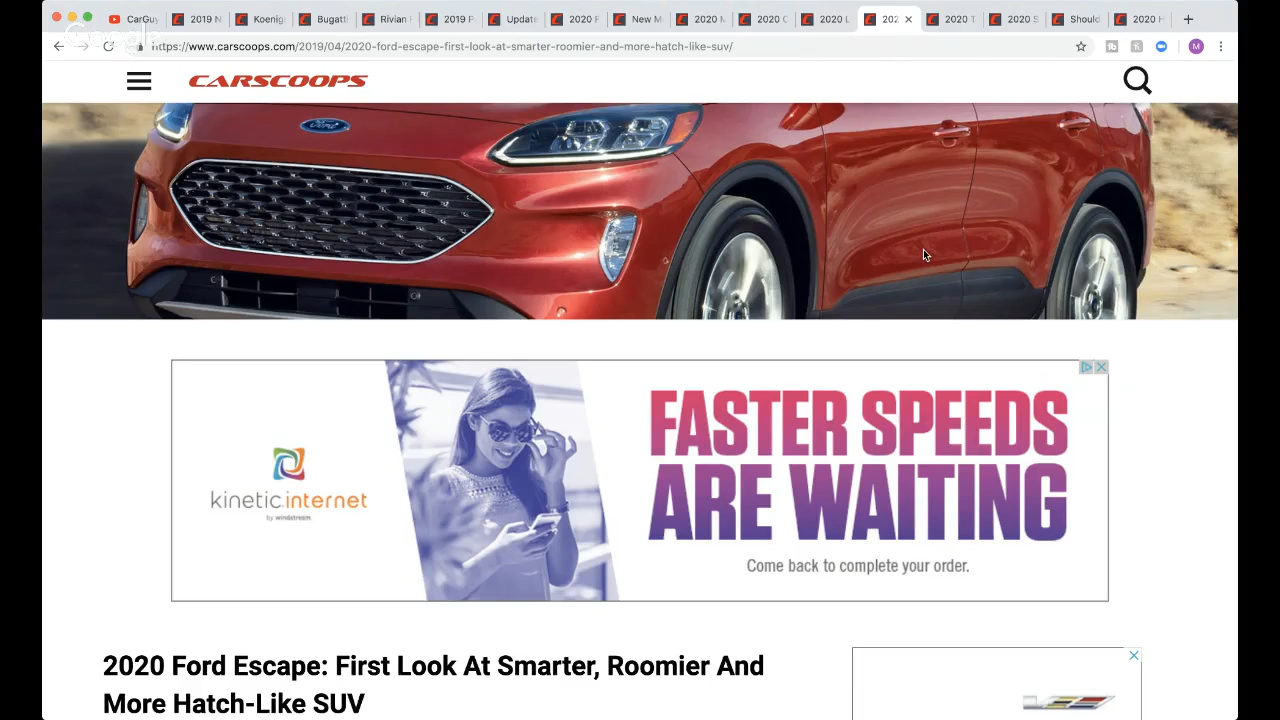 CarGuy
2019 N
Koenig
Bugatti
Rivian
2019 P
Update
2020 F
New M
2020 M
2020 C
2020 L
202
2020 T
2020 S
Should
2020 H
Google
https://www.carscoops.com/2019/04/2020-ford-escape-first-look-at-smarter-roomier-and-more-hatch-like-suv/
M
CARSCOOPS
Ford
FASTER SPEEDS
ARE WAITING
kinetic.internet
by windstream
Come back to complete your order.
2020 Ford Escape: First Look At Smarter, Roomier And
More Hatch-Like SUV